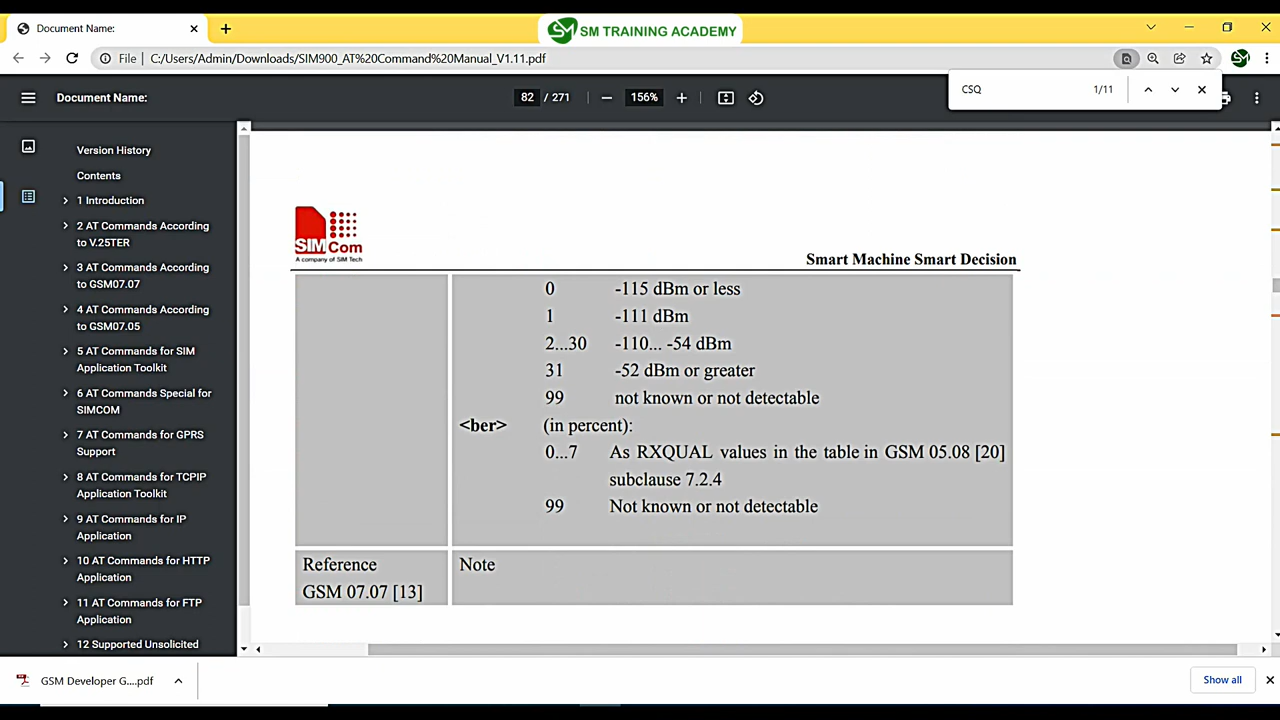 Document Name:
SM TRAINING ACADEMY
File | C:/Users/Admin/Downloads/SIM900_AT%20Command%20Manual_V1.11.pdf
SM
Document Name:
82 / 271
156%
CSQ 1/11
Version History
Contents
1 Introduction
2 AT Commands According
to V.25TER
3 AT Commands According
to GSM07.07
4 AT Commands According
to GSM07.05
5 AT Commands for SIM
Application Toolkit
6 AT Commands Special for
SIMCOM
7 AT Commands for GPRS
Support
8 AT Commands for TCPIP
Application Toolkit
9 AT Commands for IP
Application
10 AT Commands for HTTP
Application
11 AT Commands for FTP
Application
12 Supported Unsolicited
SIMCom
A company of SIM Tech
Smart Machine Smart Decision
0 -115 dBm or less
1 -111 dBm
2...30 -110... -54 dBm
31 -52 dBm or greater
99 not known or not detectable
<ber> (in percent):
0...7 As RXQUAL values in the table in GSM 05.08 [20]
subclause 7.2.4
99 Not known or not detectable
Reference Note
GSM 07.07 [13]
GSM Developer G....pdf
Show all